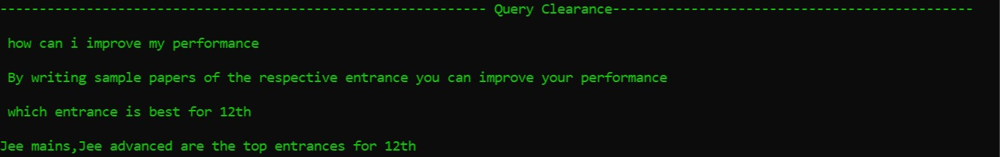 --------------------------------------------------------------- Query Clearance----------------------------------------------
how can i improve my performance
By writing sample papers of the respective entrance you can improve your performance
which entrance is best for 12th
Jee mains,Jee advanced are the top entrances for 12th